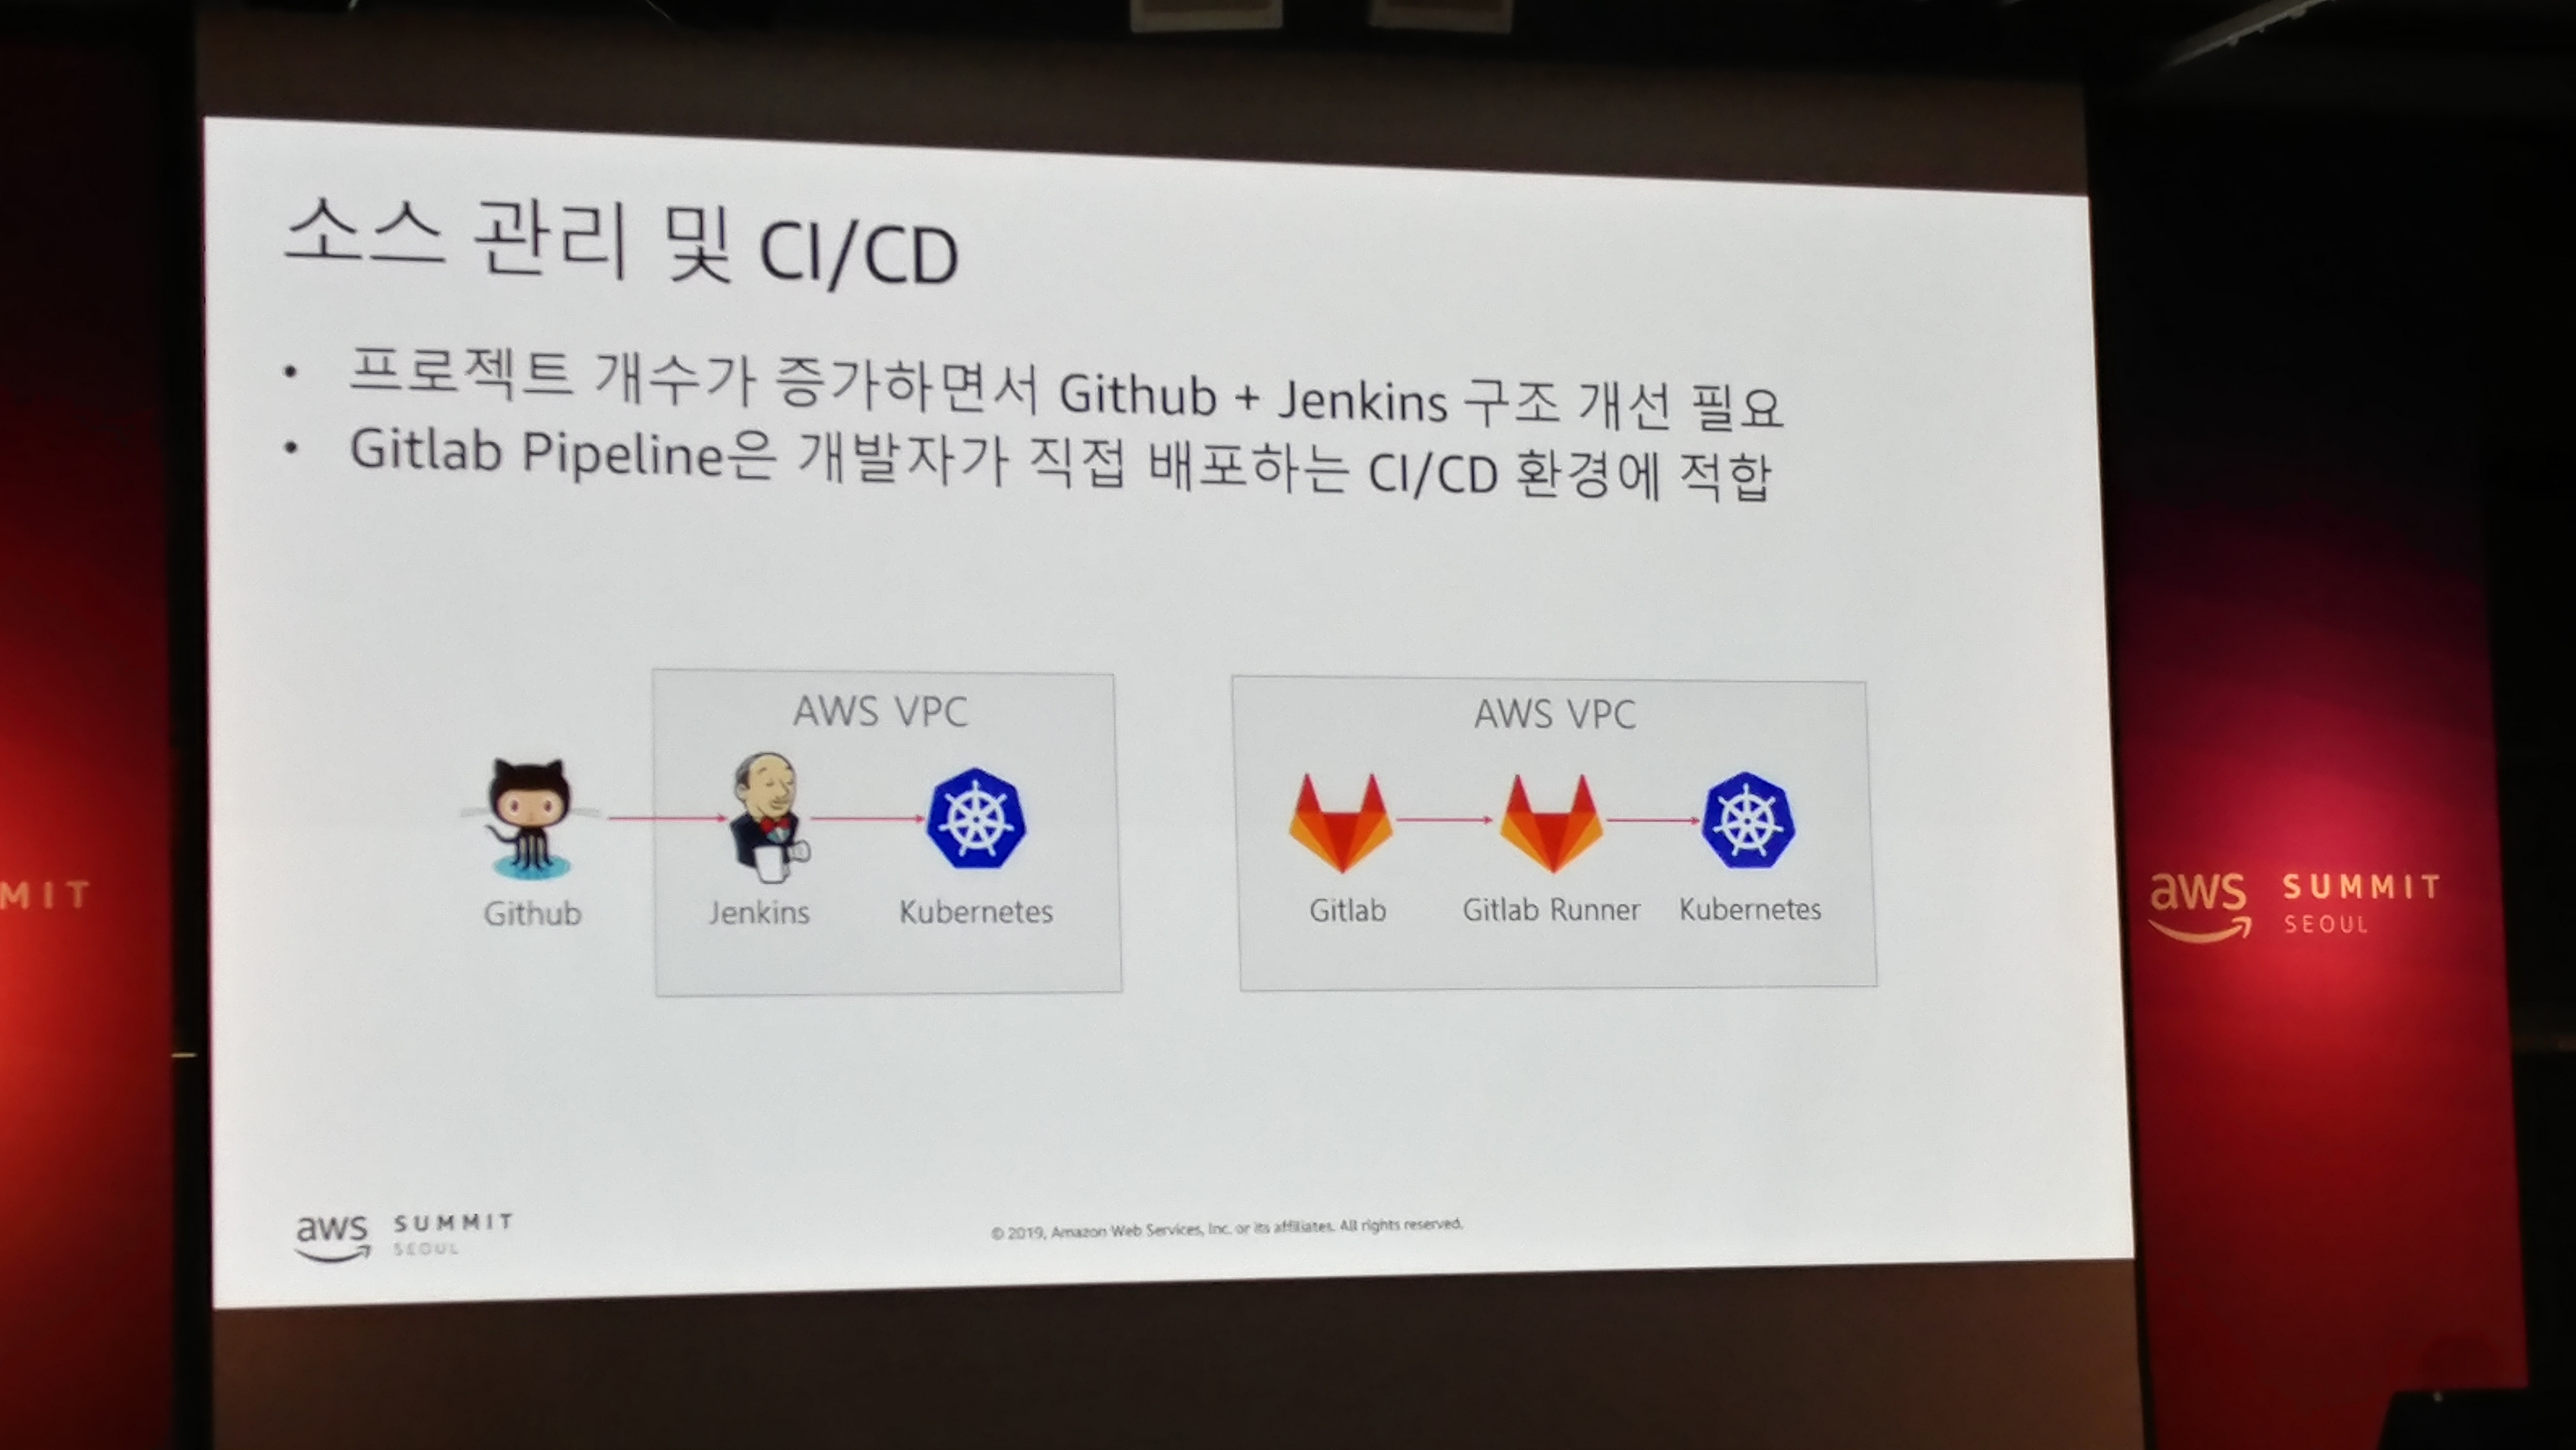 소스 관리 및 CI/CD
• 프로젝트 개수가 증가하면서 Github + Jenkins 구조 개선 필요
• Gitlab Pipeline은 개발자가 직접 배포하는 CI/CD 환경에 적합
AWS VPC
Github
Jenkins
Kubernetes
AWS VPC
Gitlab
Gitlab Runner
Kubernetes
aws SUMMIT
SEOUL
© 2019, Amazon Web Services, Inc. or its affiliates. All rights reserved.
MIT
aws SUMMIT
SEOUL